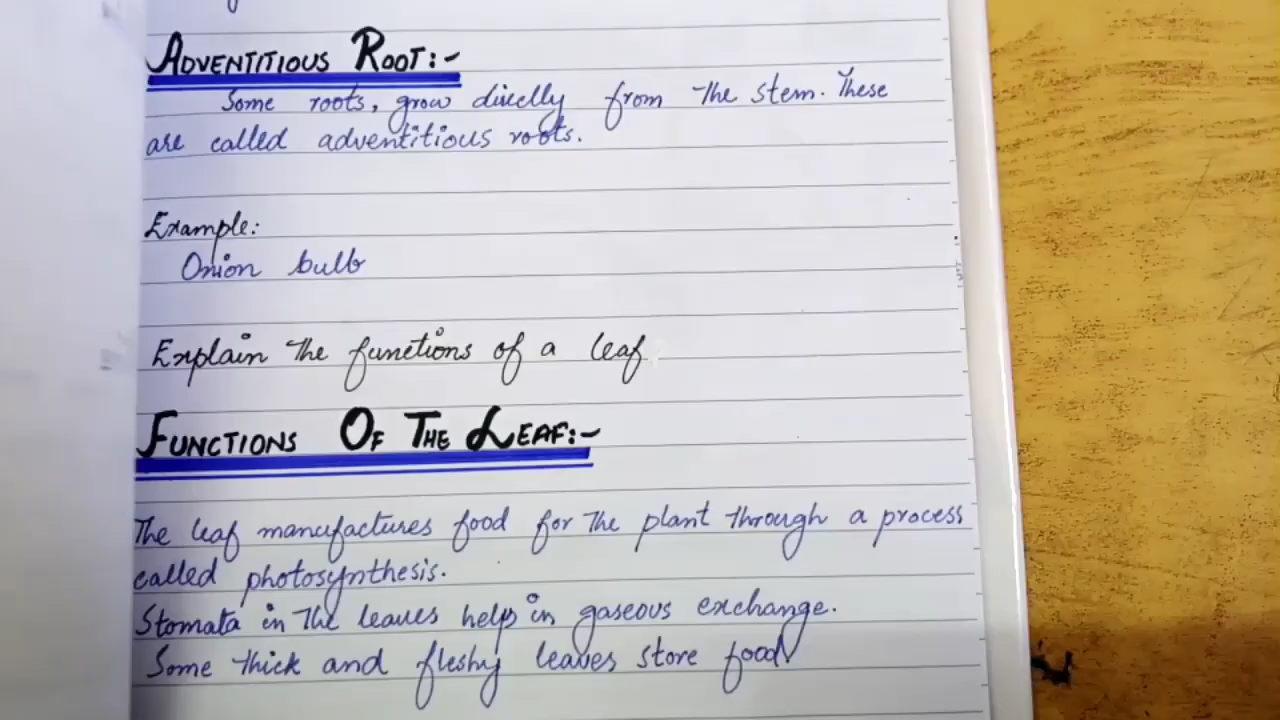 ADVENTITIOUS ROOT:-
Some roots, grow directly from the stem. These
are called adventitious roots.
Example:
Onion bulb
Explain the functions of a leaf
FUNCTIONS OF THE LEAF:-
The leaf manufactures food for the plant through a process
called photosynthesis.
Stomata in the leaves helps in gaseous exchange.
Some thick and fleshy leaves store food